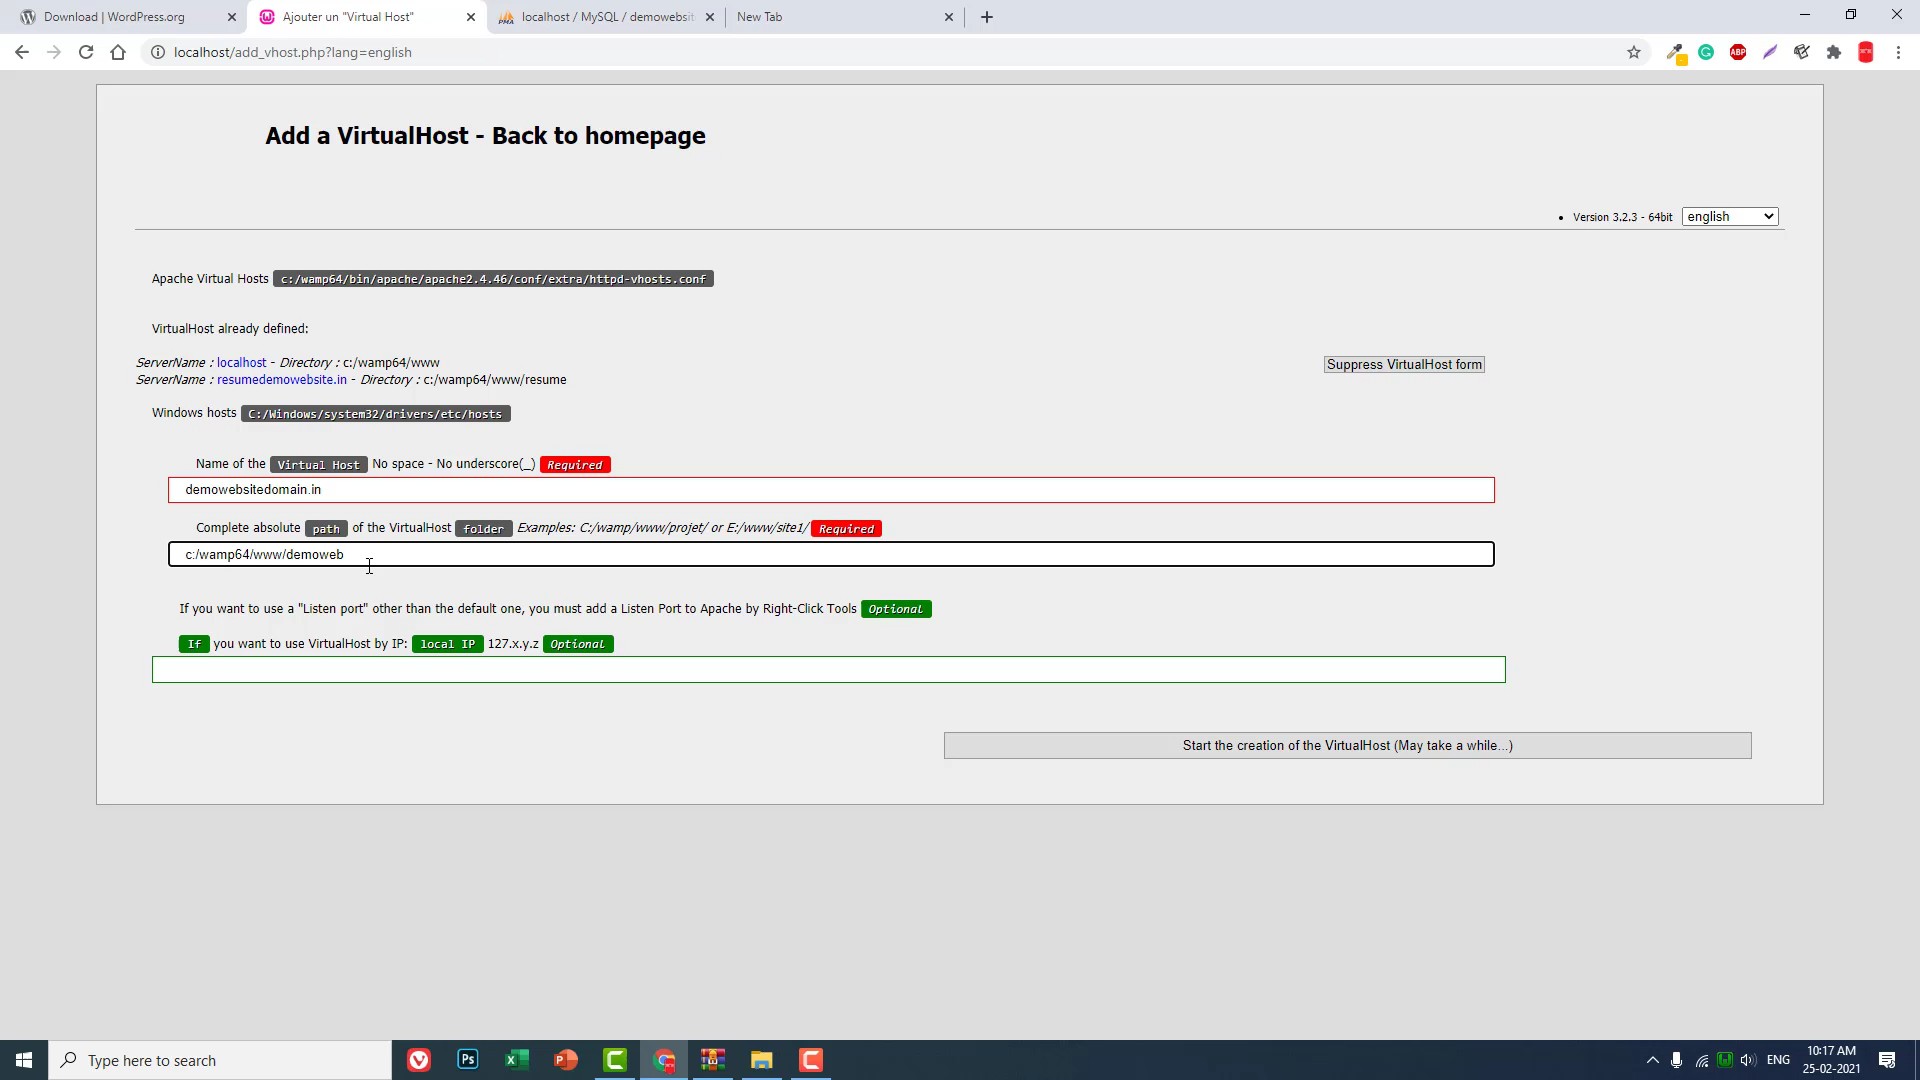 Download | WordPress.org
Ajouter un "Virtual Host"
localhost / MySQL / demowebsit
New Tab
localhost/add_vhost.php?lang=english
ABP
Add a VirtualHost - Back to homepage
Version 3.2.3 - 64bit english
Apache Virtual Hosts c:/wamp64/bin/apache/apache2.4.46/conf/extra/httpd-vhosts.conf
VirtualHost already defined:
ServerName : localhost - Directory : c:/wamp64/www
Suppress VirtualHost form
ServerName : resumedemowebsite.in - Directory : c:/wamp64/www/resume
Windows hosts C:/Windows/system32/drivers/etc/hosts
Name of the Virtual Host No space - No underscore(_) Required
demowebsitedomain.in
Complete absolute path of the VirtualHost folder Examples: C:/wamp/www/projet/ or E:/www/site1/ Required
c:/wamp64/www/demoweb
If you want to use a "Listen port" other than the default one, you must add a Listen Port to Apache by Right-Click Tools Optional
If you want to use VirtualHost by IP: local IP 127.x.y.z Optional
Start the creation of the VirtualHost (May take a while...)
Type here to search
Ps
ENG
10:17 AM
25-02-2021